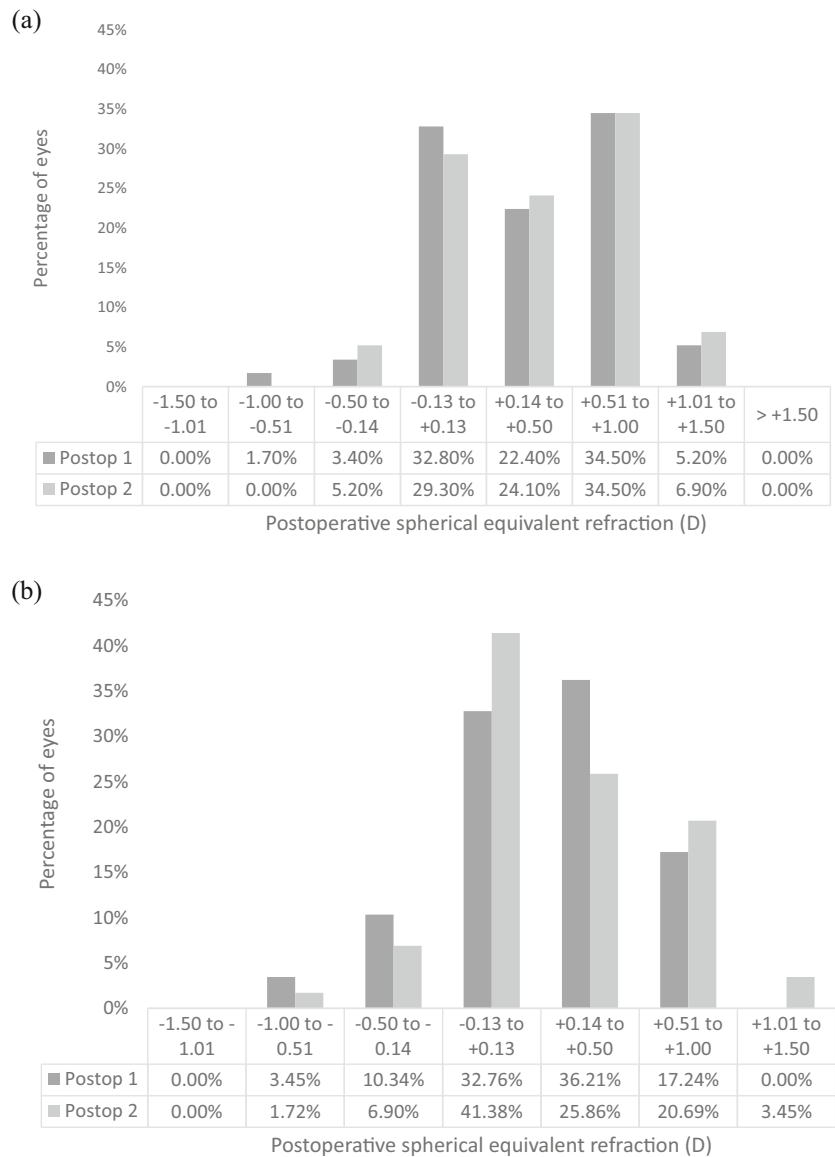 (a)
45%
40%
35%
30%
25%
20%
15%
10%
5%
0%
Percentage of eyes
-1.50 to -1.00 to -0.50 to -0.13 to +0.14 to +0.51 to +1.01 to > +1.50
-1.01 -0.51 -0.14 +0.13 +0.50 +1.00 +1.50
Postop 1 0.00% 1.70% 3.40% 32.80% 22.40% 34.50% 5.20% 0.00%
Postop 2 0.00% 0.00% 5.20% 29.30% 24.10% 34.50% 6.90% 0.00%
Postoperative spherical equivalent refraction (D)
(b)
45%
40%
35%
30%
25%
20%
15%
10%
5%
0%
Percentage of eyes
-1.50 to - -1.00 to - -0.50 to - -0.13 to +0.14 to +0.51 to +1.01 to
1.01 0.51 0.14 +0.13 +0.50 +1.00 +1.50
Postop 1 0.00% 3.45% 10.34% 32.76% 36.21% 17.24% 0.00%
Postop 2 0.00% 1.72% 6.90% 41.38% 25.86% 20.69% 3.45%
Postoperative spherical equivalent refraction (D)